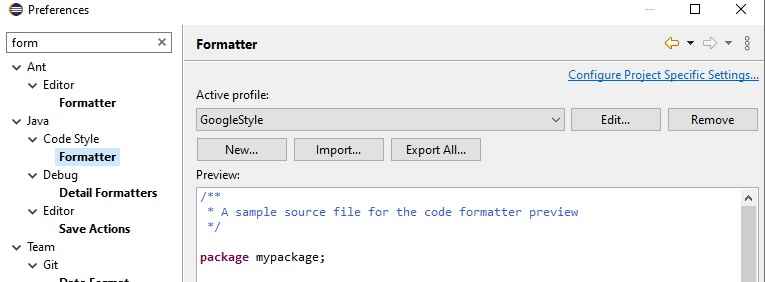 Preferences
form
Formatter
Configure Project Specific Settings...
Ant
Editor
Formatter
Java
Code Style
Formatter
Debug
Detail Formatters
Editor
Save Actions
Team
Git
Date Format
Active profile:
GoogleStyle
Edit...
Remove
New...
Import...
Export All...
Preview:
/**
* A sample source file for the code formatter preview
*/
package mypackage;